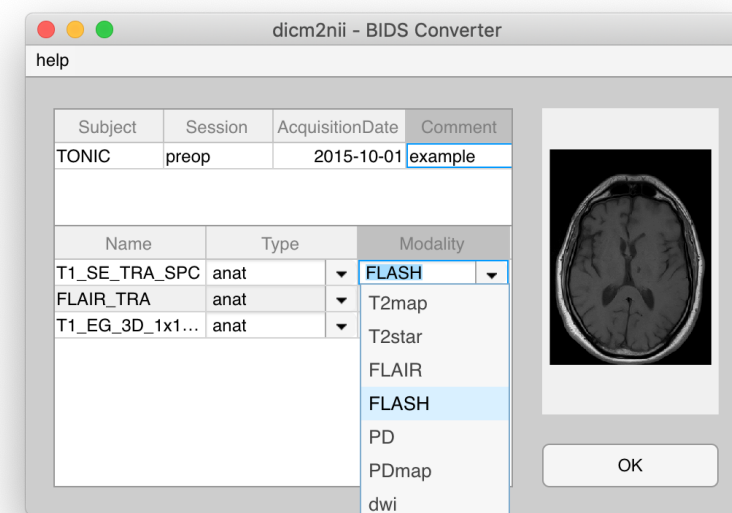 dicm2nii - BIDS Converter
help
Subject Session AcquisitionDate Comment
TONIC preop 2015-10-01 example
Name Type Modality
T1_SE_TRA_SPC anat FLASH
FLAIR_TRA anat
T1_EG_3D_1x1... anat
T2map
T2star
FLAIR
FLASH
PD
PDmap
dwi
OK